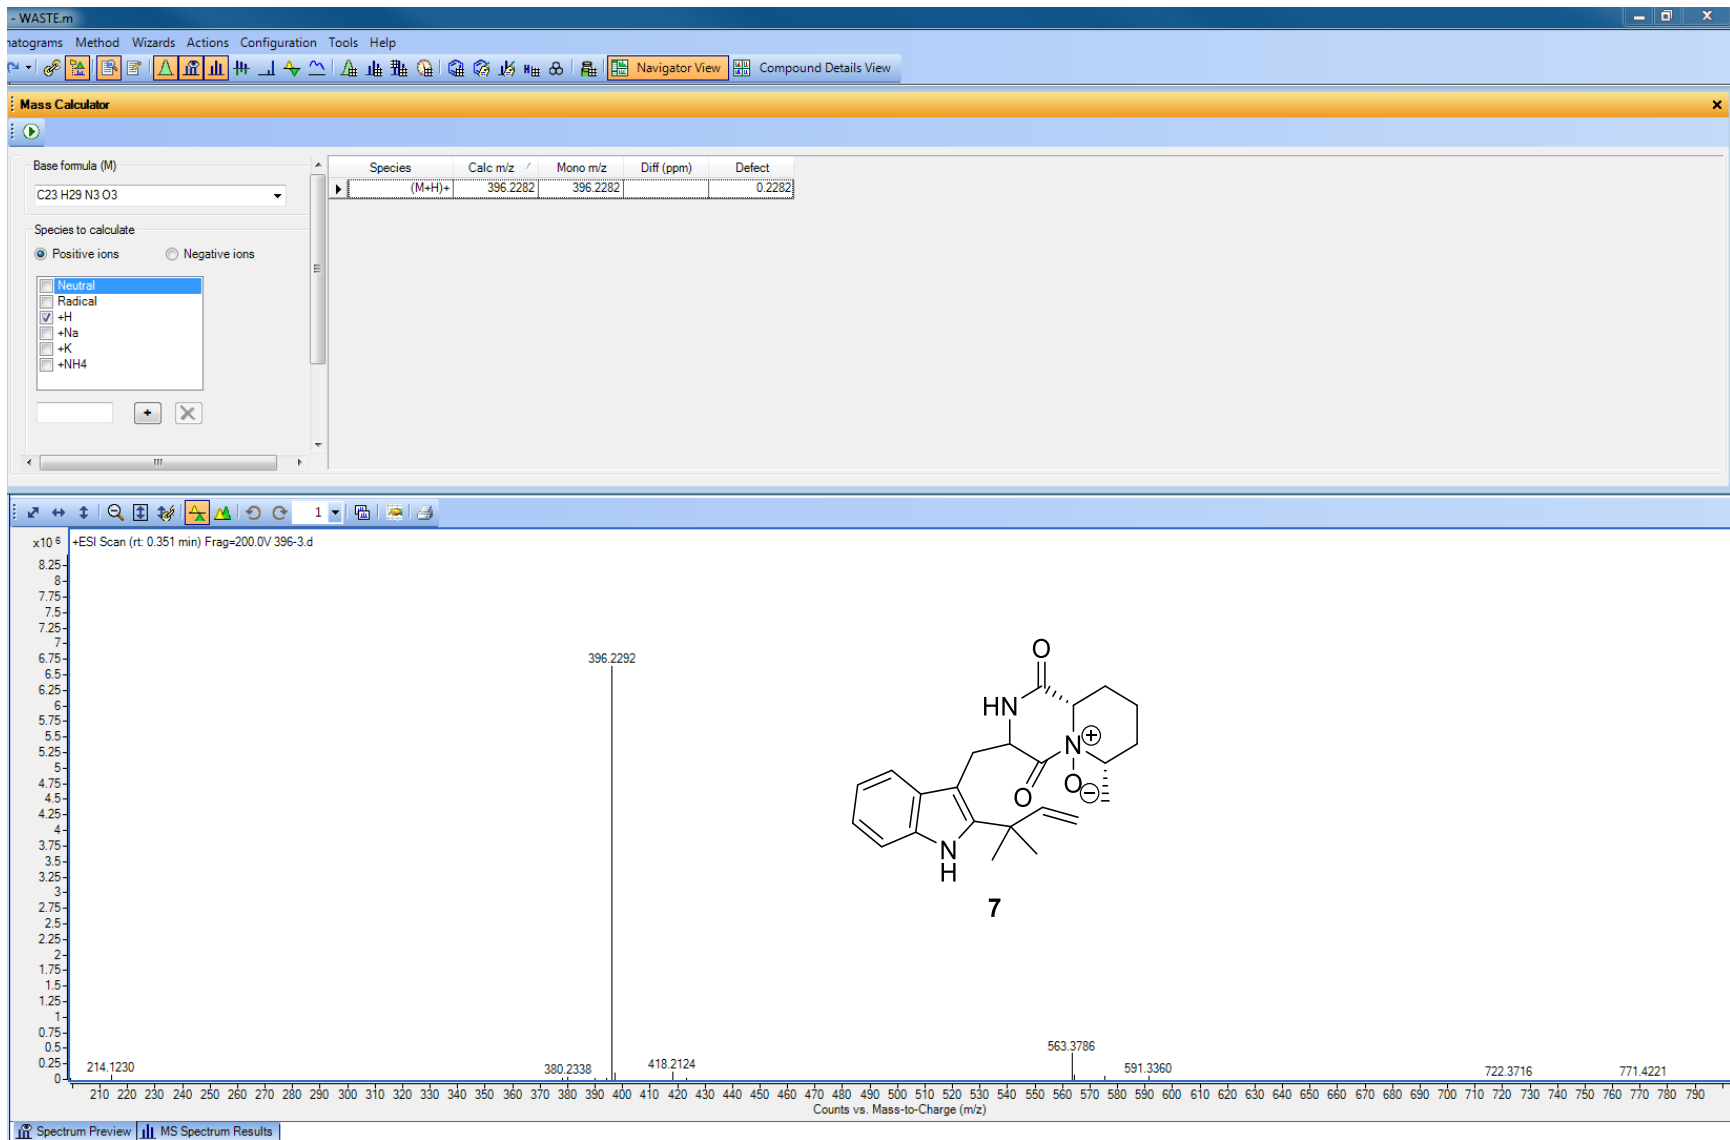 - WASTE.m
natograms Method Wizards Actions Configuration Tools Help
Navigator View Compound Details View
Mass Calculator
Base formula (M)
C23 H29 N3 O3
Species to calculate
Positive ions Negative ions
Neutral
Radical
+H
+Na
+K
+NH4
Species Calc m/z Mono m/z Diff (ppm) Defect
(M+H)+ 396.2282 396.2282 0.2282
1
x10 6 +ESI Scan (rt: 0.351 min) Frag=200.0V 396-3.d
8.25
8
7.75
7.5
7.25
7
6.75
6.5
6.25
6
5.75
5.5
5.25
5
4.75
4.5
4.25
4
3.75
3.5
3.25
3
2.75
2.5
2.25
2
1.75
1.5
1.25
1
0.75
0.5
0.25
0
214.1230
380.2338
396.2292
418.2124
563.3786
591.3360
722.3716
771.4221
O
HN
N
+
O
O
−
N
H
7
210 220 230 240 250 260 270 280 290 300 310 320 330 340 350 360 370 380 390 400 410 420 430 440 450 460 470 480 490 500 510 520 530 540 550 560 570 580 590 600 610 620 630 640 650 660 670 680 690 700 710 720 730 740 750 760 770 780 790
Counts vs. Mass-to-Charge (m/z)
Spectrum Preview MS Spectrum Results